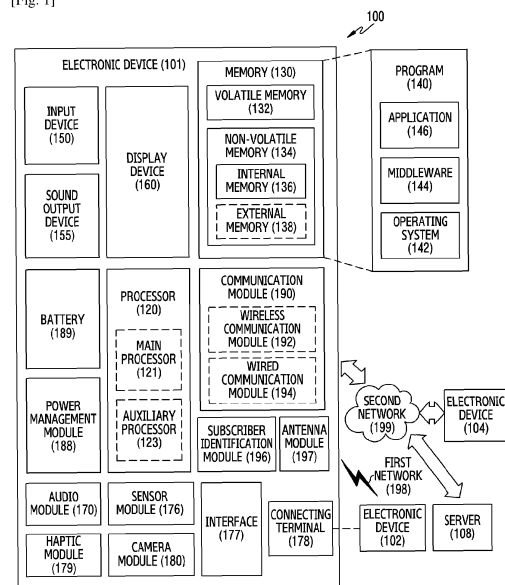 [Fig. 1]
100
ELECTRONIC DEVICE (101)
INPUT
DEVICE
(150)
SOUND
OUTPUT
DEVICE
(155)
DISPLAY
DEVICE
(160)
MEMORY (130)
VOLATILE MEMORY
(132)
NON-VOLATILE
MEMORY (134)
INTERNAL
MEMORY (136)
EXTERNAL
MEMORY (138)
PROGRAM
(140)
APPLICATION
(146)
MIDDLEWARE
(144)
OPERATING
SYSTEM
(142)
BATTERY
(189)
POWER
MANAGEMENT
MODULE
(188)
PROCESSOR
(120)
MAIN
PROCESSOR
(121)
AUXILIARY
PROCESSOR
(123)
COMMUNICATION
MODULE (190)
WIRELESS
COMMUNICATION
MODULE (192)
WIRED
COMMUNICATION
MODULE (194)
SUBSCRIBER
IDENTIFICATION
MODULE (196)
ANTENNA
MODULE
(197)
SECOND
NETWORK
(199)
ELECTRONIC
DEVICE
(104)
FIRST
NETWORK
(198)
AUDIO
MODULE (170)
SENSOR
MODULE (176)
INTERFACE
(177)
CONNECTING
TERMINAL
(178)
ELECTRONIC
DEVICE
(102)
SERVER
(108)
HAPTIC
MODULE
(179)
CAMERA
MODULE (180)